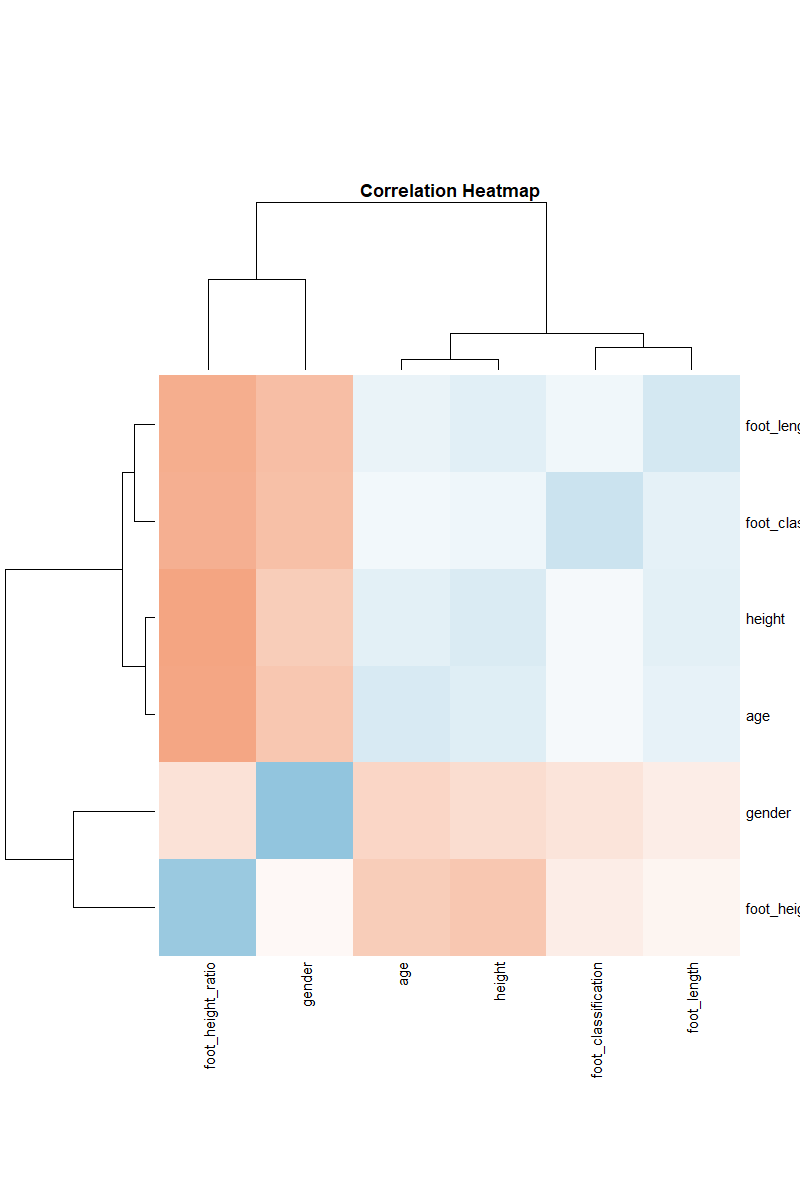 Correlation Heatmap
foot_leng
foot_clas
height
age
gender
foot_heig
foot_height_ratio
gender
age
height
foot_classification
foot_length